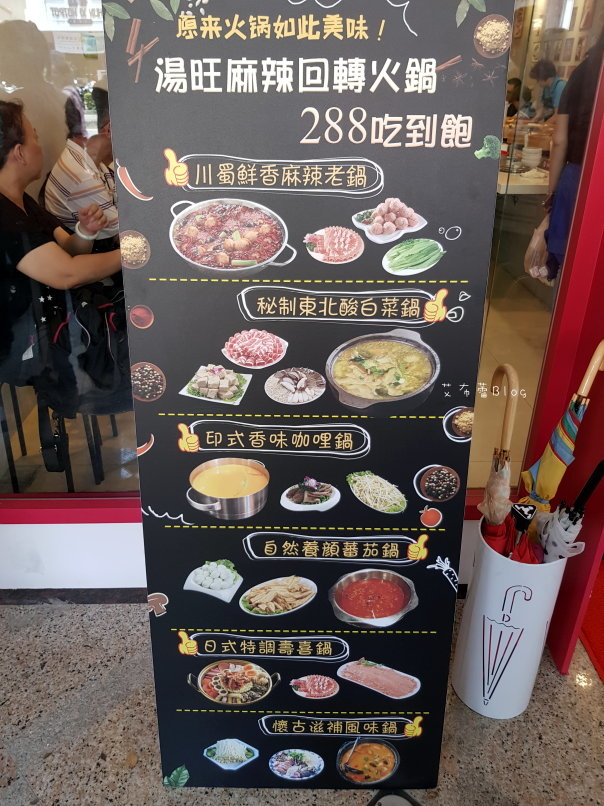 原来火锅如此美味！
湯旺麻辣回轉火鍋
288吃到飽
川蜀鮮香麻辣老鍋
秘制東北酸白菜鍋
艾布蕾Blog
印式香味咖哩鍋
自然養顏蕃茄鍋
日式特調壽喜鍋
懷古滋補風味鍋